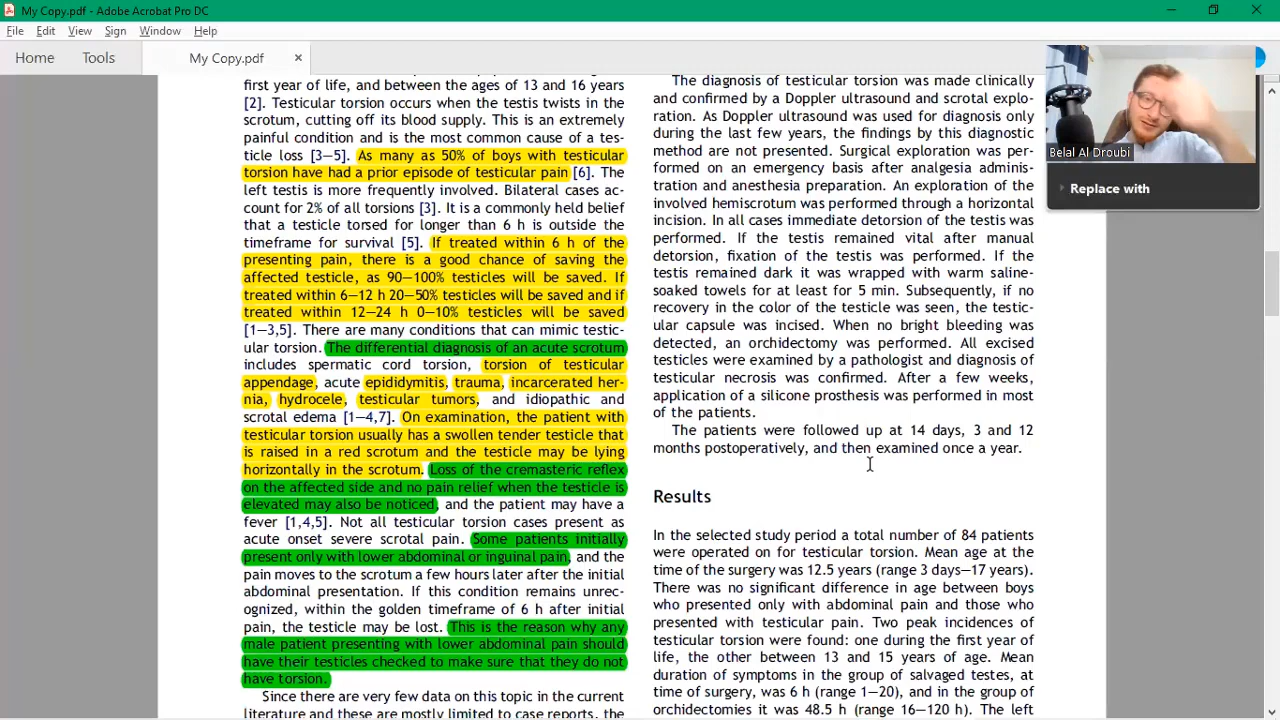 My Copy.pdf - Adobe Acrobat Pro DC
File Edit View Sign Window Help
Home Tools My Copy.pdf ×
first year of life, and between the ages of 13 and 16 years
[2]. Testicular torsion occurs when the testis twists in the
scrotum, cutting off its blood supply. This is an extremely
painful condition and is the most common cause of a tes-
ticle loss [3—5]. As many as 50% of boys with testicular
torsion have had a prior episode of testicular pain [6]. The
left testis is more frequently involved. Bilateral cases ac-
count for 2% of all torsions [3]. It is a commonly held belief
that a testicle torsed for longer than 6 h is outside the
timeframe for survival [5]. If treated within 6 h of the
presenting pain, there is a good chance of saving the
affected testicle, as 90—100% testicles will be saved. If
treated within 6—12 h 20—50% testicles will be saved and if
treated within 12—24 h 0—10% testicles will be saved
[1—3,5]. There are many conditions that can mimic testic-
ular torsion. The differential diagnosis of an acute scrotum
includes spermatic cord torsion, torsion of testicular
appendage, acute epididymitis, trauma, incarcerated her-
nia, hydrocele, testicular tumors, and idiopathic and
scrotal edema [1—4,7]. On examination, the patient with
testicular torsion usually has a swollen tender testicle that
is raised in a red scrotum and the testicle may be lying
horizontally in the scrotum. Loss of the cremasteric reflex
on the affected side and no pain relief when the testicle is
elevated may also be noticed, and the patient may have a
fever [1,4,5]. Not all testicular torsion cases present as
acute onset severe scrotal pain. Some patients initially
present only with lower abdominal or inguinal pain, and the
pain moves to the scrotum a few hours later after the initial
abdominal presentation. If this condition remains unrec-
ognized, within the golden timeframe of 6 h after initial
pain, the testicle may be lost. This is the reason why any
male patient presenting with lower abdominal pain should
have their testicles checked to make sure that they do not
have torsion.
Since there are very few data on this topic in the current
literature and these are mostly limited to case reports, the
The diagnosis of testicular torsion was made clinically
and confirmed by a Doppler ultrasound and scrotal explo-
ration. As Doppler ultrasound was used for diagnosis only
during the last few years, the findings by this diagnostic
method are not presented. Surgical exploration was per-
formed on an emergency basis after analgesia adminis-
tration and anesthesia preparation. An exploration of the
involved hemiscrotum was performed through a horizontal
incision. In all cases immediate detorsion of the testis was
performed. If the testis remained vital after manual
detorsion, fixation of the testis was performed. If the
testis remained dark it was wrapped with warm saline-
soaked towels for at least for 5 min. Subsequently, if no
recovery in the color of the testicle was seen, the testic-
ular capsule was incised. When no bright bleeding was
detected, an orchidectomy was performed. All excised
testicles were examined by a pathologist and diagnosis of
testicular necrosis was confirmed. After a few weeks,
application of a silicone prosthesis was performed in most
of the patients.
The patients were followed up at 14 days, 3 and 12
months postoperatively, and then examined once a year.
Results
In the selected study period a total number of 84 patients
were operated on for testicular torsion. Mean age at the
time of the surgery was 12.5 years (range 3 days—17 years).
There was no significant difference in age between boys
who presented only with abdominal pain and those who
presented with testicular pain. Two peak incidences of
testicular torsion were found: one during the first year of
life, the other between 13 and 15 years of age. Mean
duration of symptoms in the group of salvaged testes, at
time of surgery, was 6 h (range 1—20), and in the group of
orchidectomies it was 48.5 h (range 16—120 h). The left
Belal Al Droubi
Replace with